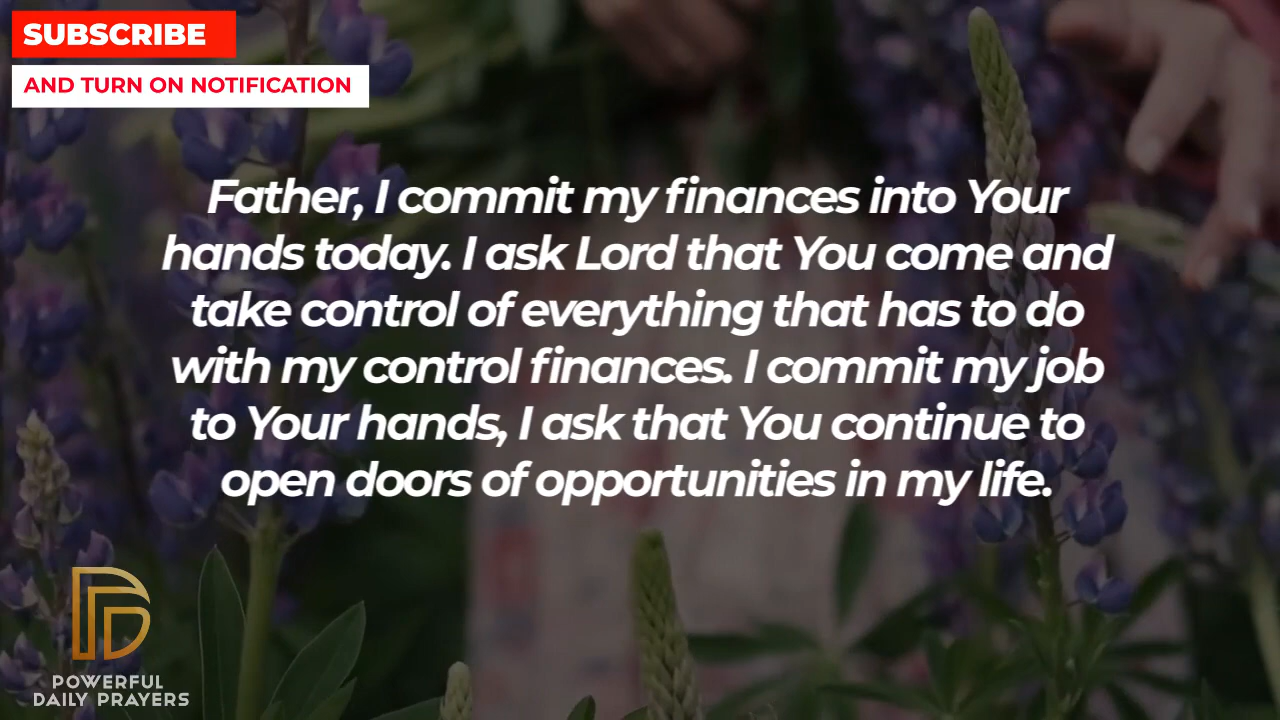 SUBSCRIBE
AND TURN ON NOTIFICATION
Father, I commit my finances into Your
hands today. I ask Lord that You come and
take control of everything that has to do
with my control finances. I commit my job
to Your hands, I ask that You continue to
open doors of opportunities in my life.
POWERFUL
DAILY PRAYERS